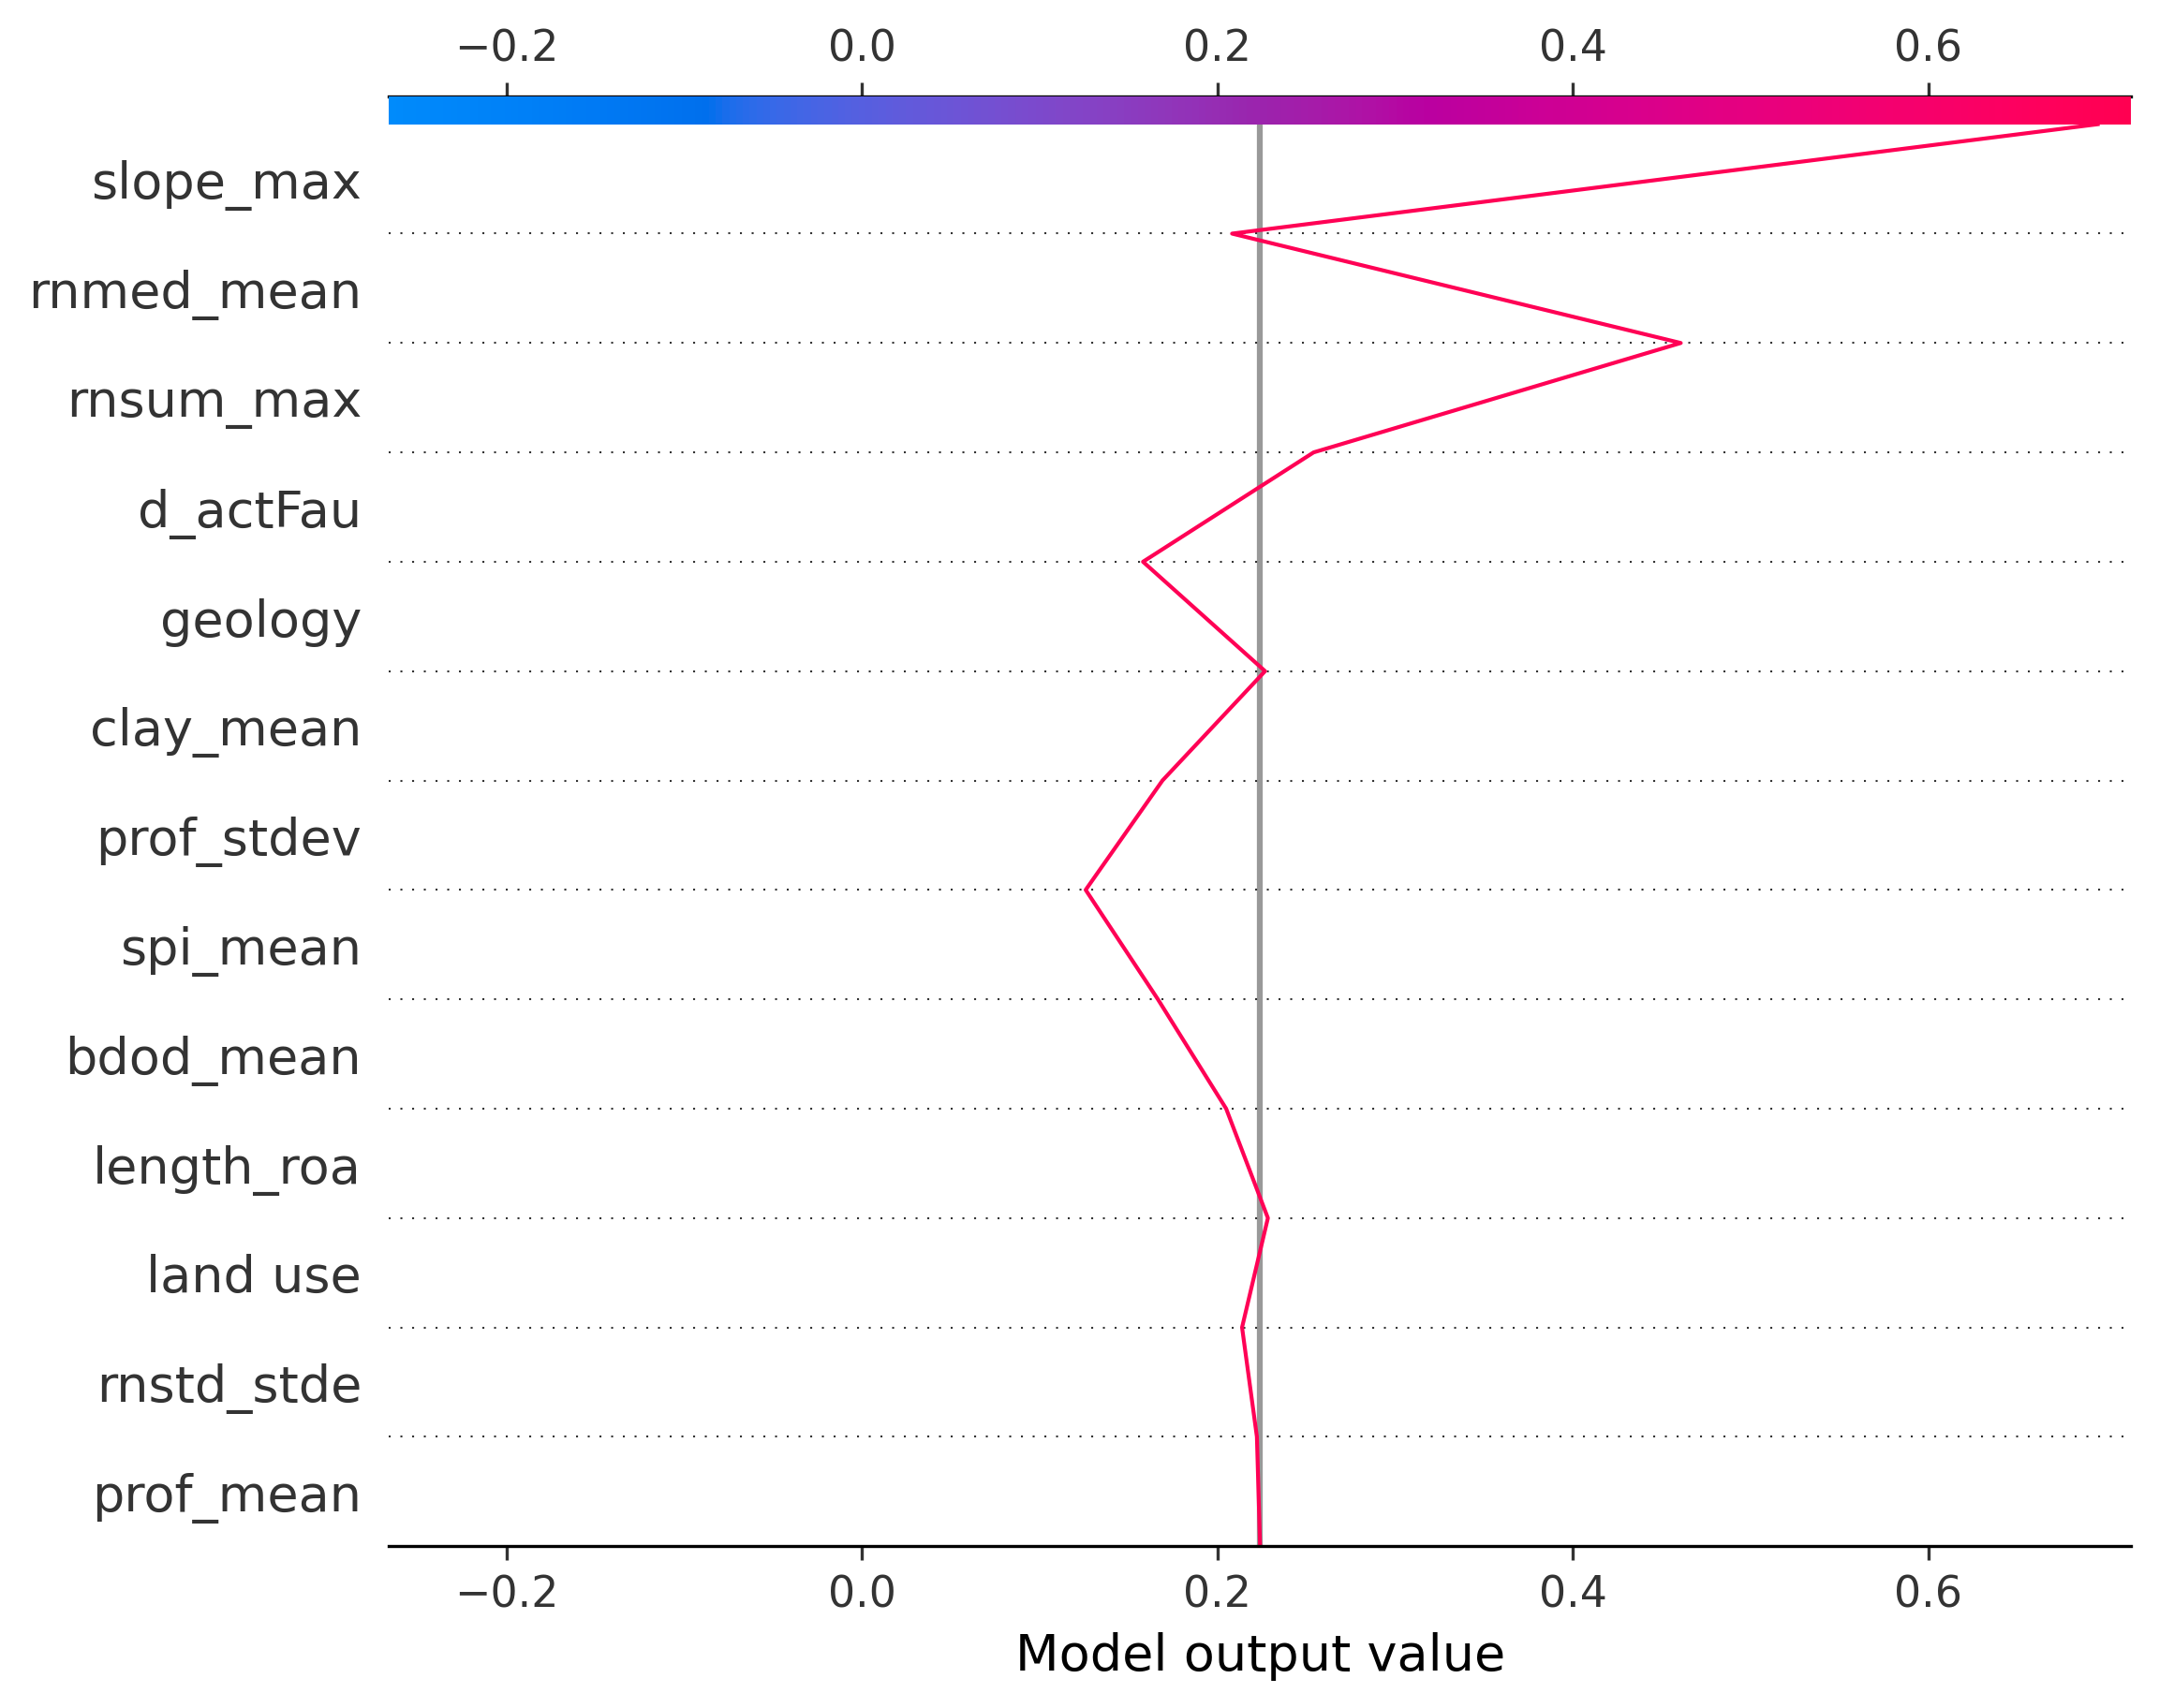 −0.2 0.0 0.2 0.4 0.6
slope_max
rnmed_mean
rnsum_max
d_actFau
geology
clay_mean
prof_stdev
spi_mean
bdod_mean
length_roa
land use
rnstd_stde
prof_mean
−0.2 0.0 0.2 0.4 0.6
Model output value